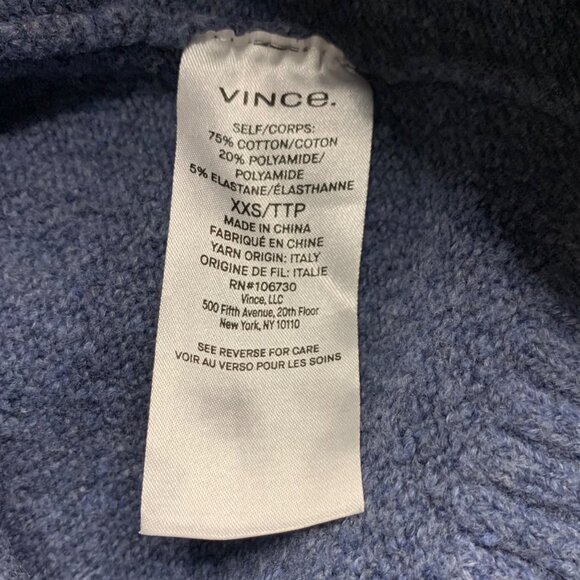 VINCe.
SELF/CORPS:
75% COTTON/COTON
20% POLYAMIDE/
POLYAMIDE
5% ELASTANE/ÉLASTHANNE
XXS/TTP
MADE IN CHINA
FABRIQUÉ EN CHINE
YARN ORIGIN: ITALY
ORIGINE DE FIL: ITALIE
RN#106730
Vince, LLC
500 Fifth Avenue, 20th Floor
New York, NY 10110
SEE REVERSE FOR CARE
VOIR AU VERSO POUR LES SOINS